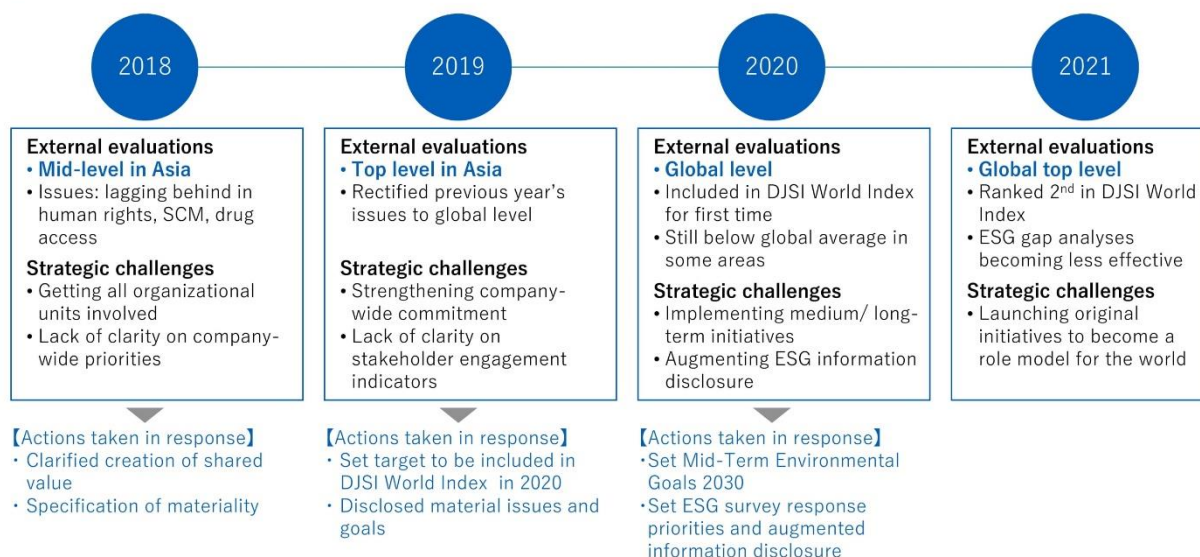 2018
External evaluations
• Mid-level in Asia
• Issues: lagging behind in
human rights, SCM, drug
access
Strategic challenges
• Getting all organizational
units involved
• Lack of clarity on company-
wide priorities
【Actions taken in response】
・Clarified creation of shared
value
・Specification of materiality
2019
External evaluations
• Top level in Asia
• Rectified previous year's
issues to global level
Strategic challenges
• Strengthening company-
wide commitment
• Lack of clarity on
stakeholder engagement
indicators
【Actions taken in response】
・Set target to be included in
DJSI World Index in 2020
・Disclosed material issues and
goals
2020
External evaluations
• Global level
• Included in DJSI World Index
for first time
• Still below global average in
some areas
Strategic challenges
• Implementing medium/ long-
term initiatives
• Augmenting ESG information
disclosure
【Actions taken in response】
・Set Mid-Term Environmental
Goals 2030
・Set ESG survey response
priorities and augmented
information disclosure
2021
External evaluations
• Global top level
• Ranked 2nd in DJSI World
Index
• ESG gap analyses
becoming less effective
Strategic challenges
• Launching original
initiatives to become a
role model for the world